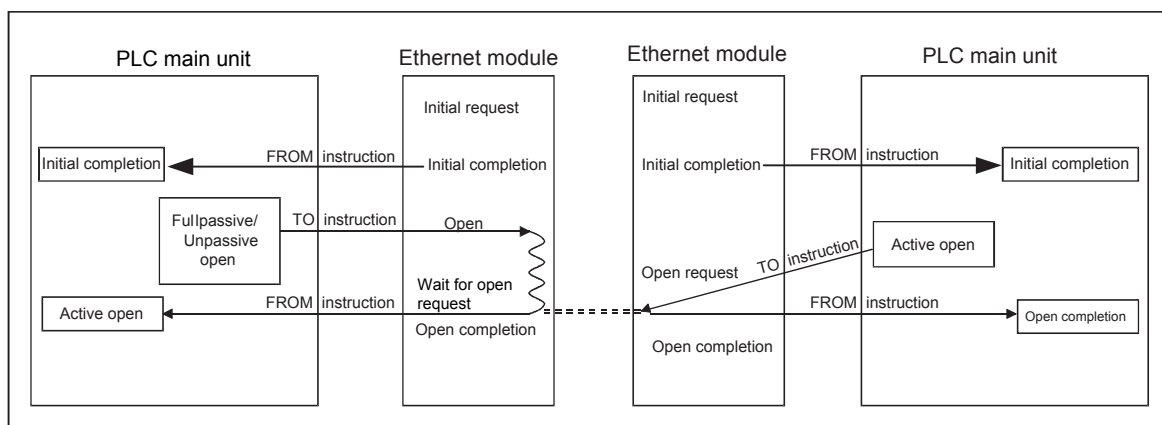 PLC main unit
Ethernet module
Ethernet module
PLC main unit
Initial request
Initial request
Initial completion
FROM instruction
Initial completion
Initial completion
FROM instruction
Initial completion
Fullpassive/
Unpassive
open
TO instruction
Open
Active open
TO instruction
Open request
Wait for open
request
Active open
FROM instruction
Open completion
FROM instruction
Open completion
Open completion